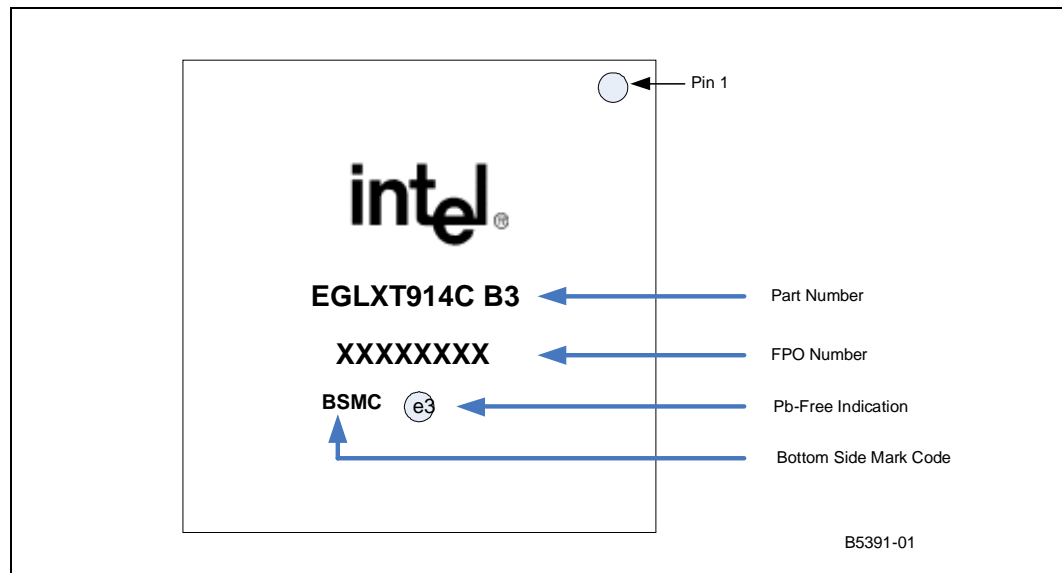 Pin 1
intel®
EGLXT914C B3
Part Number
XXXXXXXX
FPO Number
BSMC e3
Pb-Free Indication
Bottom Side Mark Code
B5391-01